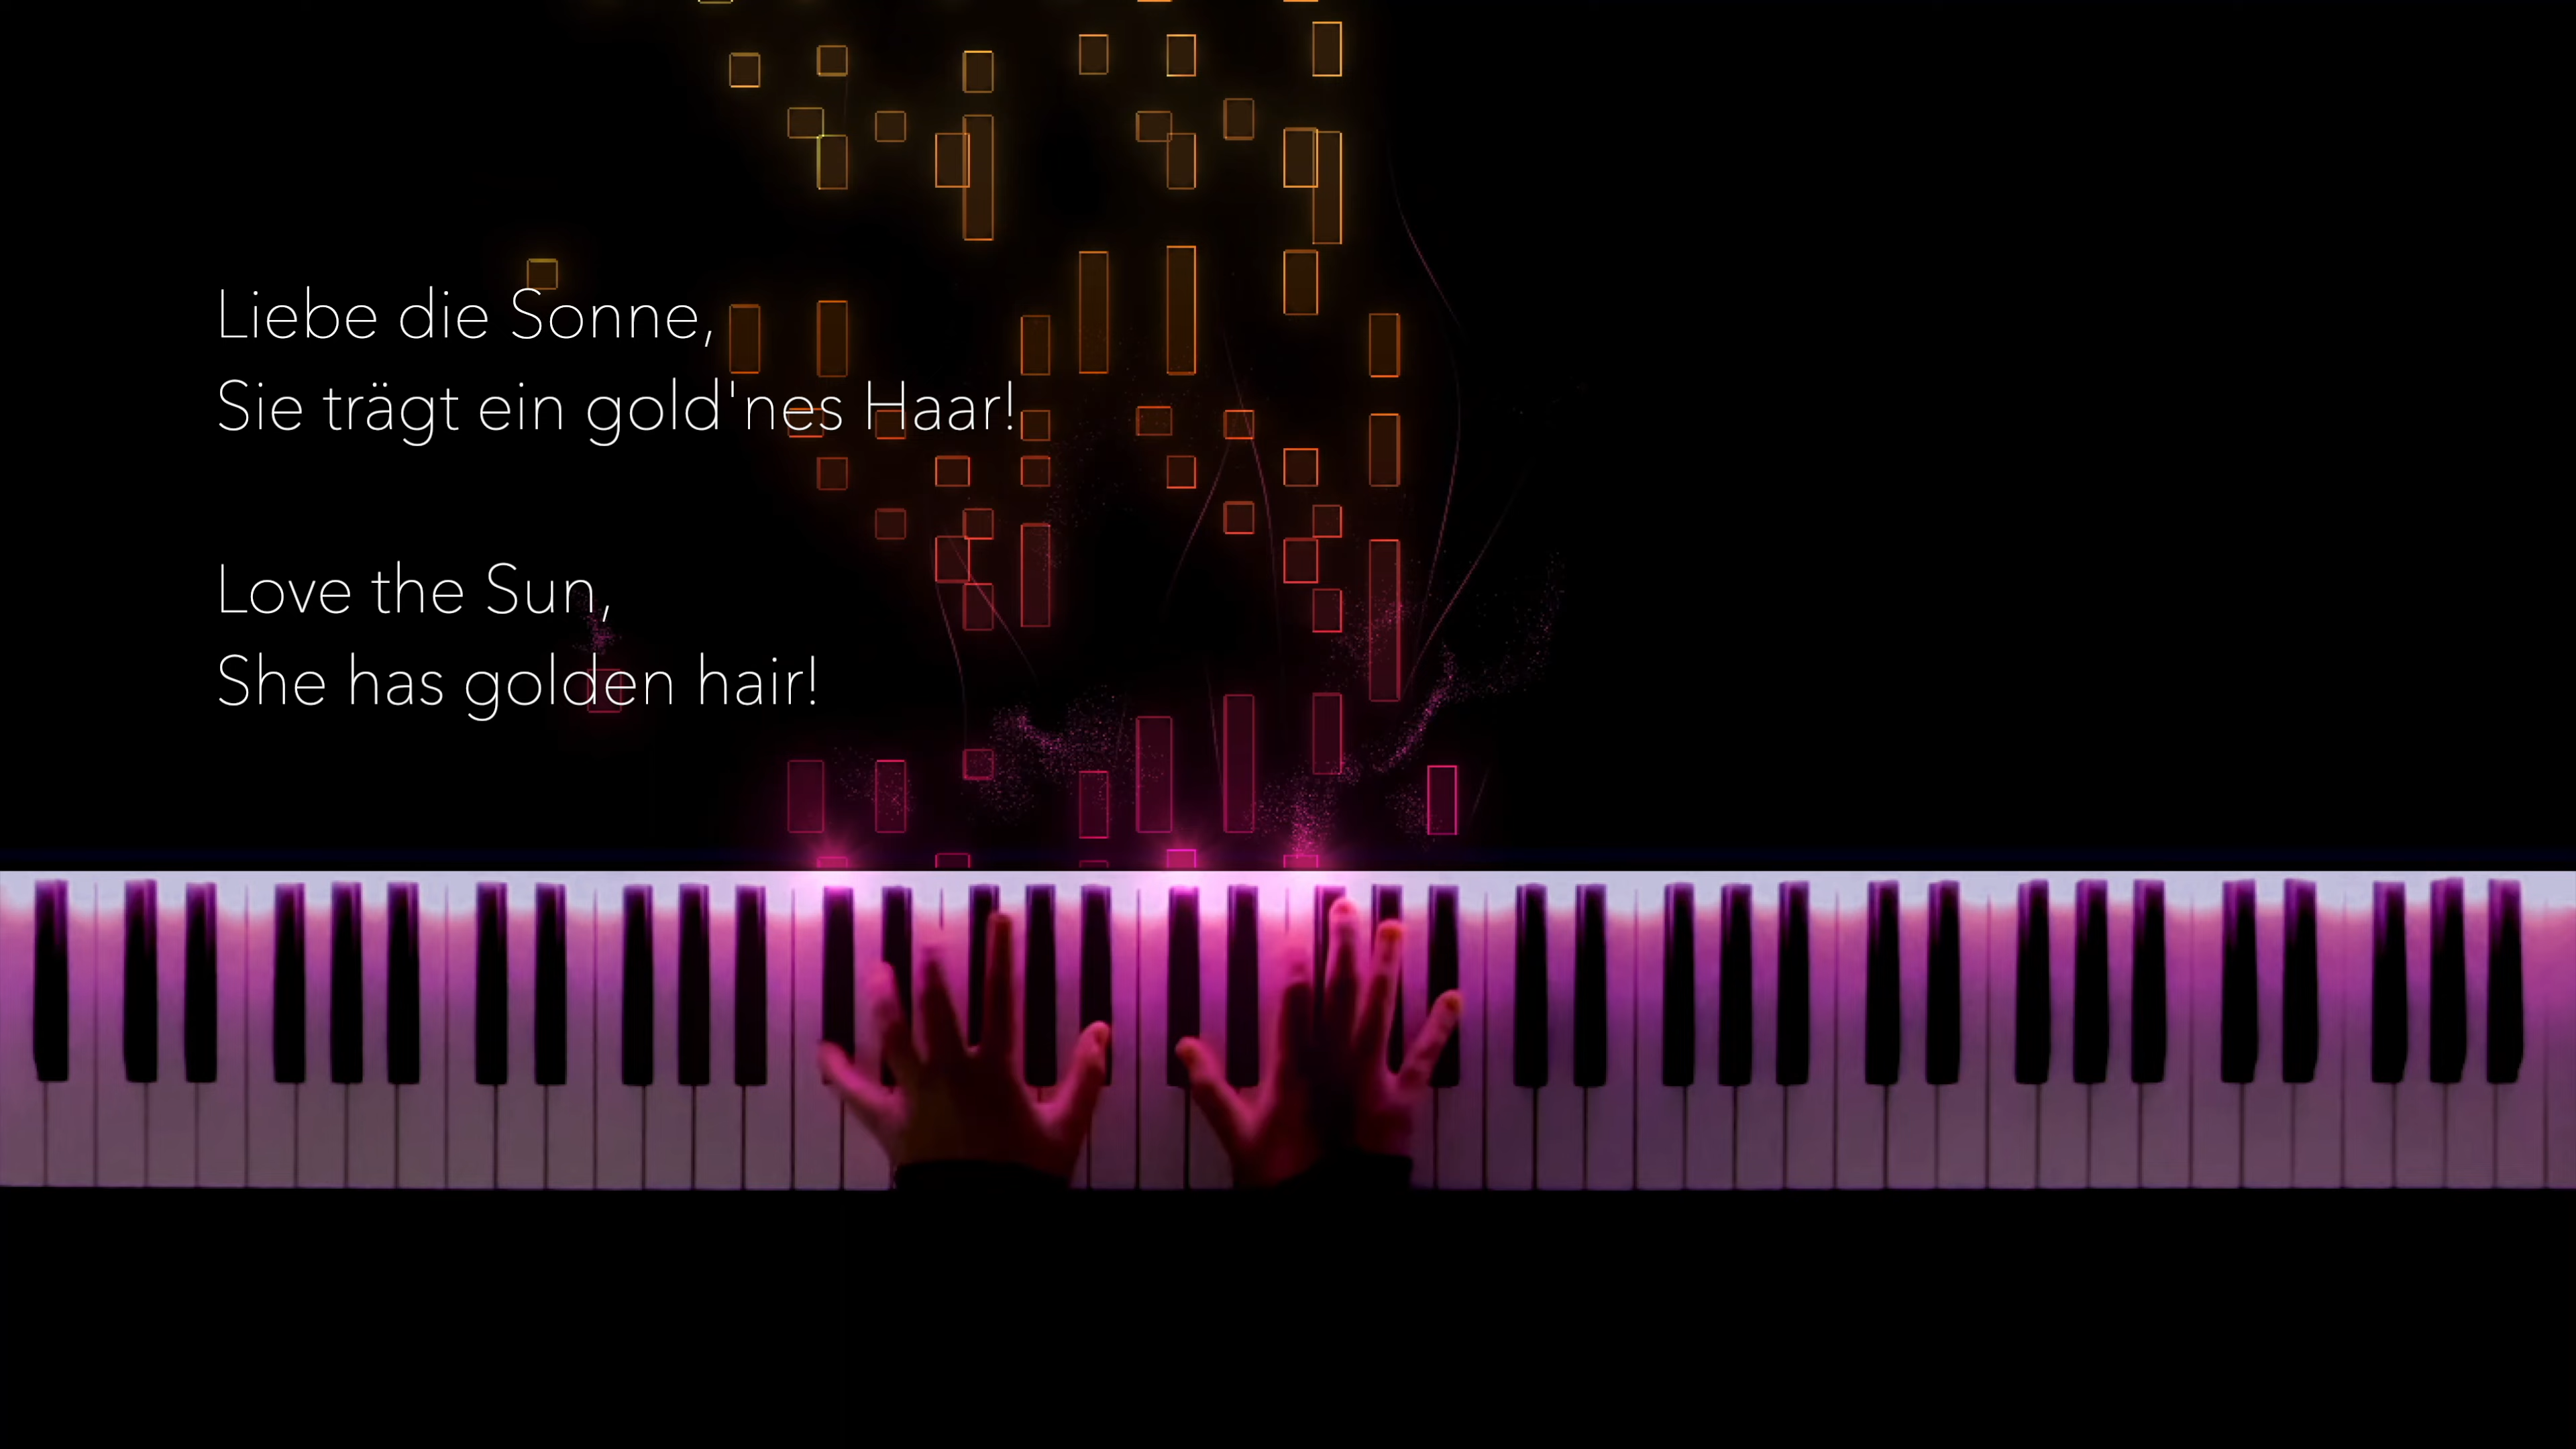 Liebe die Sonne,
Sie trägt ein gold'nes Haar!
Love the Sun,
She has golden hair!